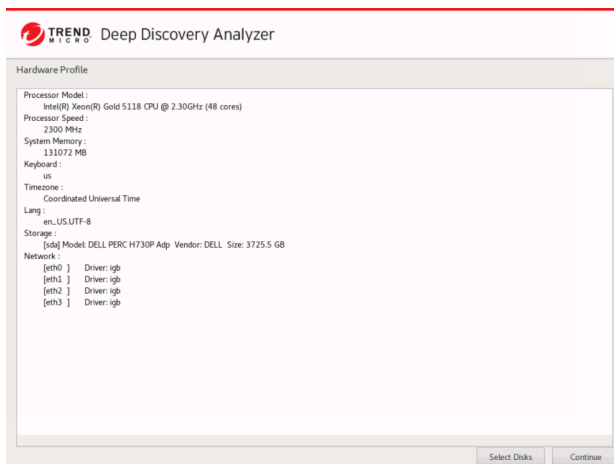 TREND MICRO Deep Discovery Analyzer
Hardware Profile
Processor Model :
Intel(R) Xeon(R) Gold 5118 CPU @ 2.30GHz (48 cores)
Processor Speed :
2300 MHz
System Memory :
131072 MB
Keyboard :
us
Timezone :
Coordinated Universal Time
Lang :
en_US.UTF-8
Storage :
[sda] Model: DELL PERC H730P Adp Vendor: DELL Size: 3725.5 GB
Network :
[eth0 ] Driver: igb
[eth1 ] Driver: igb
[eth2 ] Driver: igb
[eth3 ] Driver: igb
Select Disks Continue